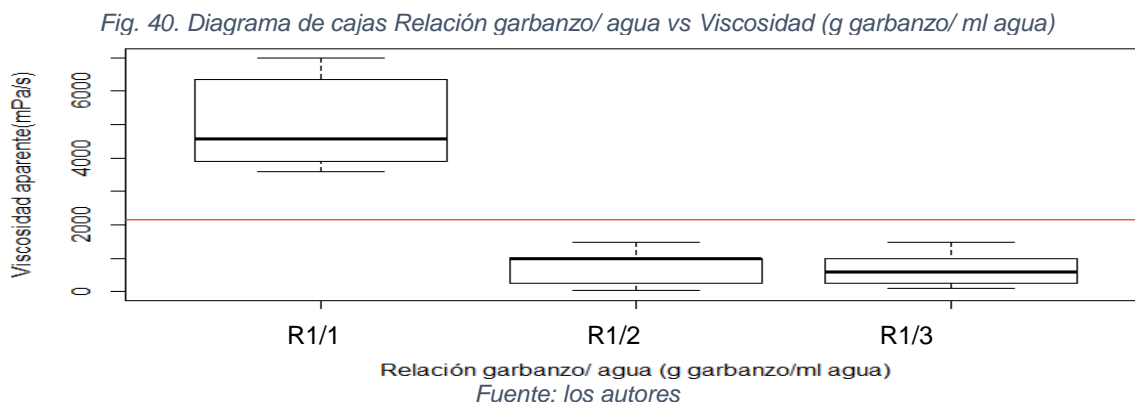 Fig. 40. Diagrama de cajas Relación garbanzo/ agua vs Viscosidad (g garbanzo/ ml agua)
Viscosidad aparente(mPa/s)
6000
4000
2000
0
R1/1
R1/2
R1/3
Relación garbanzo/ agua (g garbanzo/ml agua)
Fuente: los autores